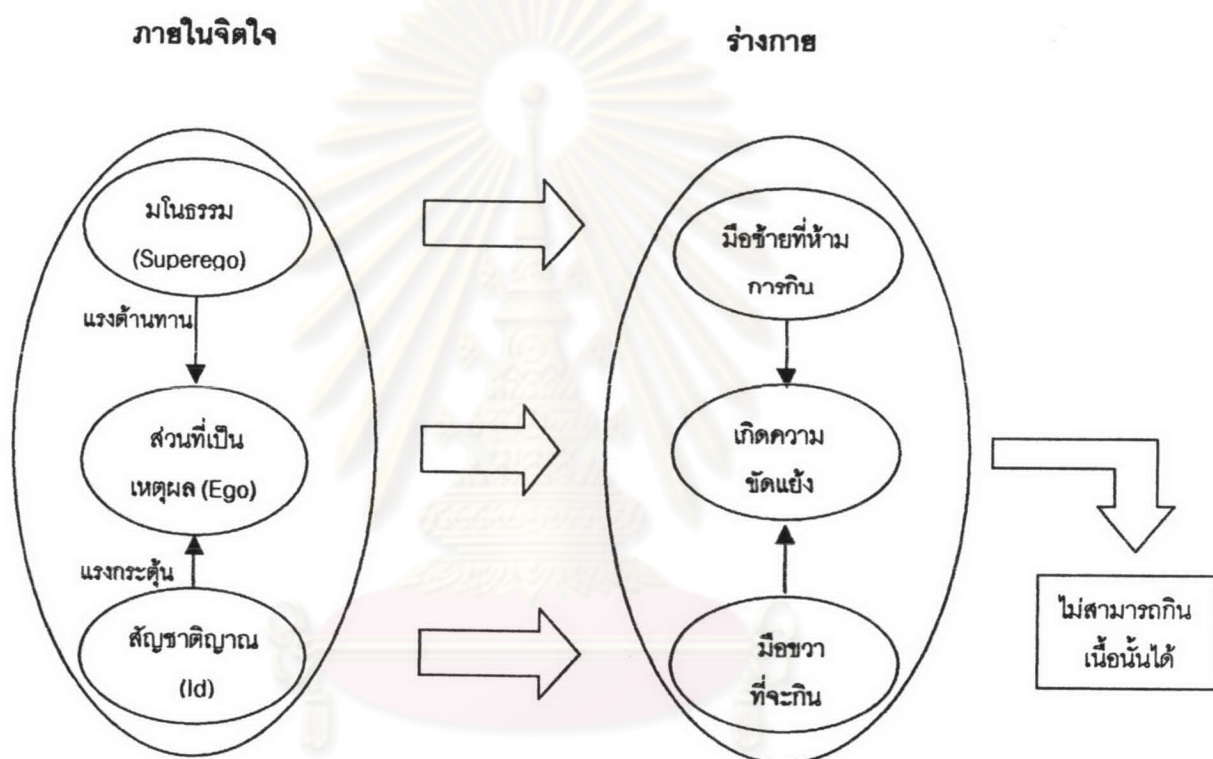 ภายในจิตใจ
ร่างกาย
มโนธรรม
(Superego)
แรงต้านทาน
ส่วนที่เป็น
เหตุผล (Ego)
แรงกระตุ้น
สัญชาติญาณ
(Id)
มือซ้ายที่ห้าม
การกิน
เกิดความ
ขัดแย้ง
มือขวา
ที่จะกิน
ไม่สามารถกิน
เนื้อนั้นได้